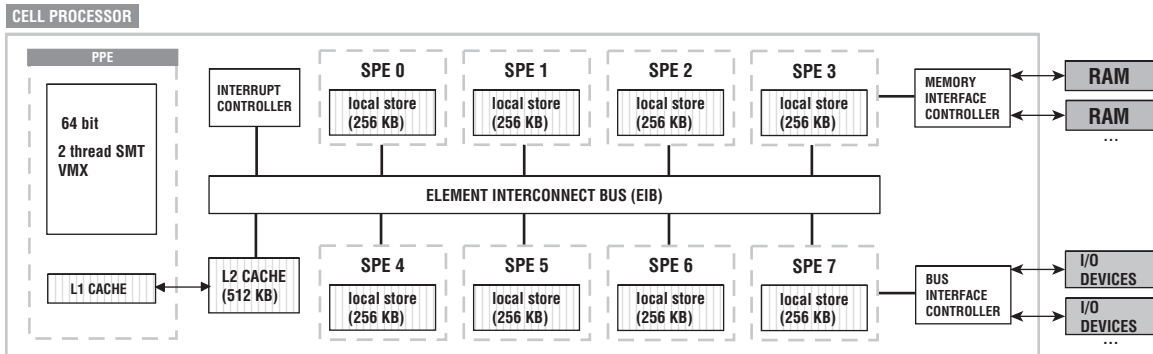 CELL PROCESSOR
PPE
64 bit
2 thread SMT
VMX
L1 CACHE
INTERRUPT
CONTROLLER
L2 CACHE
(512 KB)
SPE 0
local store
(256 KB)
SPE 1
local store
(256 KB)
SPE 2
local store
(256 KB)
SPE 3
local store
(256 KB)
ELEMENT INTERCONNECT BUS (EIB)
SPE 4
local store
(256 KB)
SPE 5
local store
(256 KB)
SPE 6
local store
(256 KB)
SPE 7
local store
(256 KB)
MEMORY
INTERFACE
CONTROLLER
RAM
RAM
...
BUS
INTERFACE
CONTROLLER
I/O
DEVICES
I/O
DEVICES
...